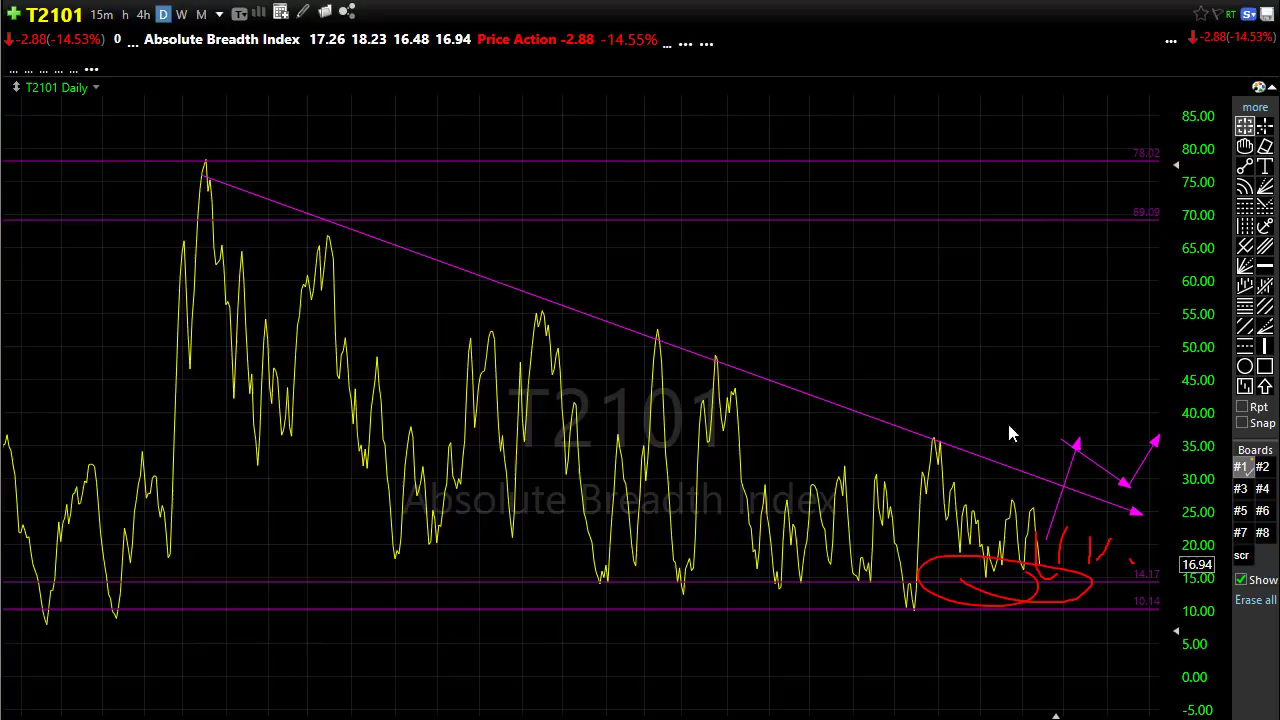 T2101 15m h 4h D W M
RT S
-2.88(-14.53%) 0 ... Absolute Breadth Index 17.26 18.23 16.48 16.94 Price Action -2.88 -14.55% ... ... ...
... -2.88(-14.53%)
... ... ... ... ... ...
T2101 Daily
more
85.00
80.00
78.02
75.00
70.00
69.09
65.00
60.00
55.00
50.00
45.00
40.00
35.00
30.00
25.00
20.00
16.94
15.00
14.17
10.14
10.00
5.00
0.00
-5.00
T2101
Absolute Breadth Index
Rpt
Snap
Boards
#1 #2
#3 #4
#5 #6
#7 #8
scr
Show
Erase all